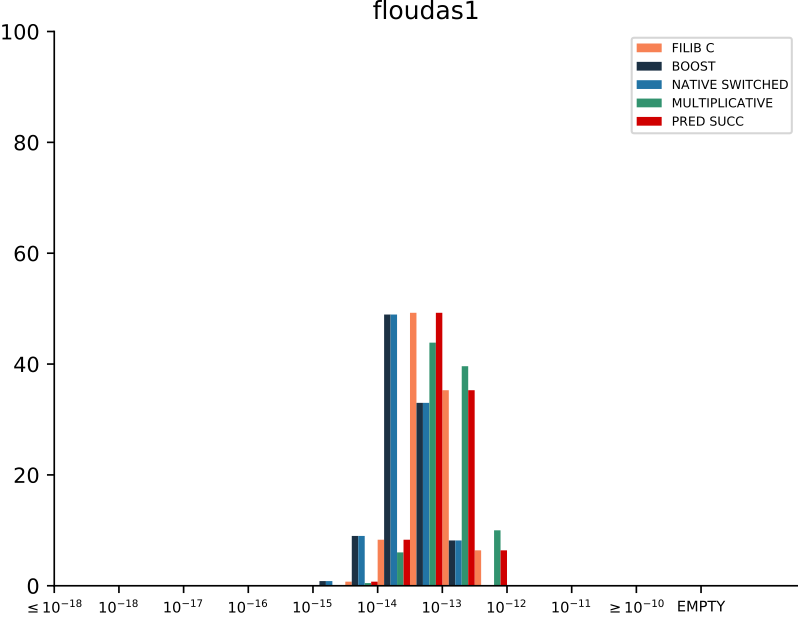 floudas1
100
80
60
40
20
0
FILIB C
BOOST
NATIVE SWITCHED
MULTIPLICATIVE
PRED SUCC
≤ 10⁻¹⁸ 10⁻¹⁸ 10⁻¹⁷ 10⁻¹⁶ 10⁻¹⁵ 10⁻¹⁴ 10⁻¹³ 10⁻¹² 10⁻¹¹ ≥ 10⁻¹⁰ EMPTY